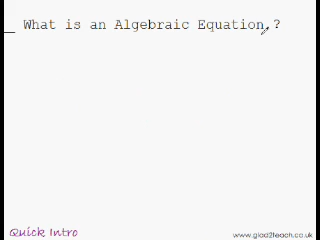 What is an Algebraic Equation,?
Quick Intro
www.glad2teach.co.uk